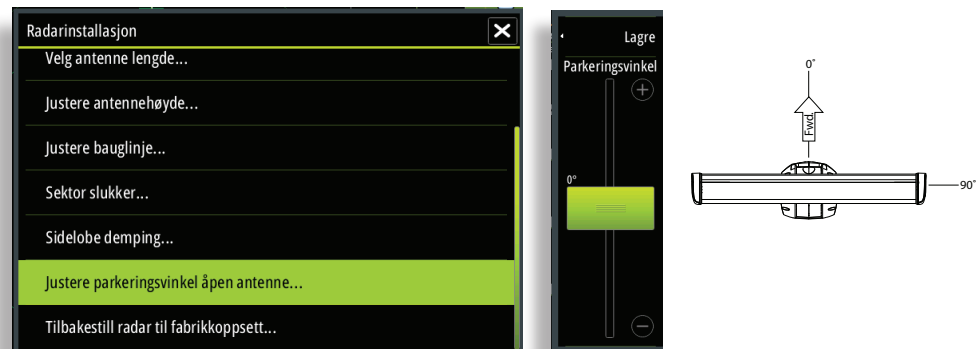 Radarinstallasjon
Velg antenne lengde...
Justere antennehøyde...
Justere bauglinje...
Sektor slukker...
Sidelobe demping...
Justere parkeringsvinkel åpen antenne...
Tilbakestill radar til fabrikkoppsett...
Lagre
Parkeringsvinkel
0°
0°
Fwd
90°